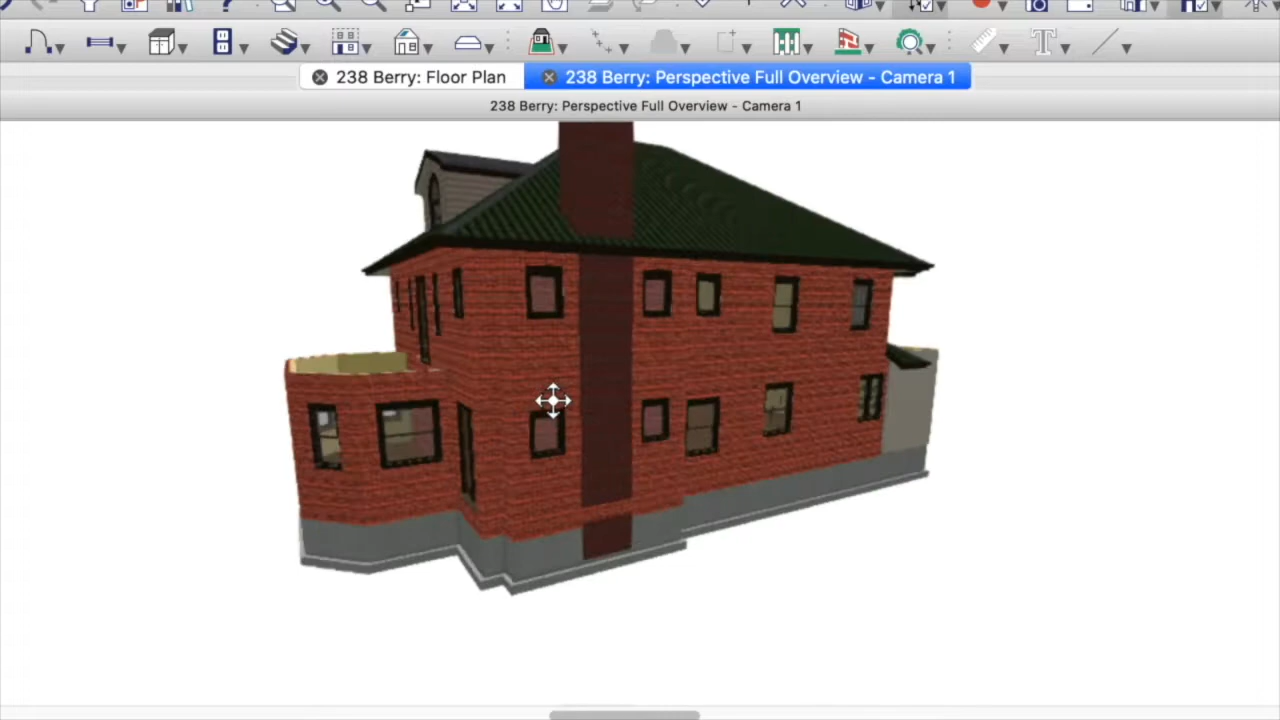 238 Berry: Floor Plan
238 Berry: Perspective Full Overview - Camera 1
238 Berry: Perspective Full Overview - Camera 1